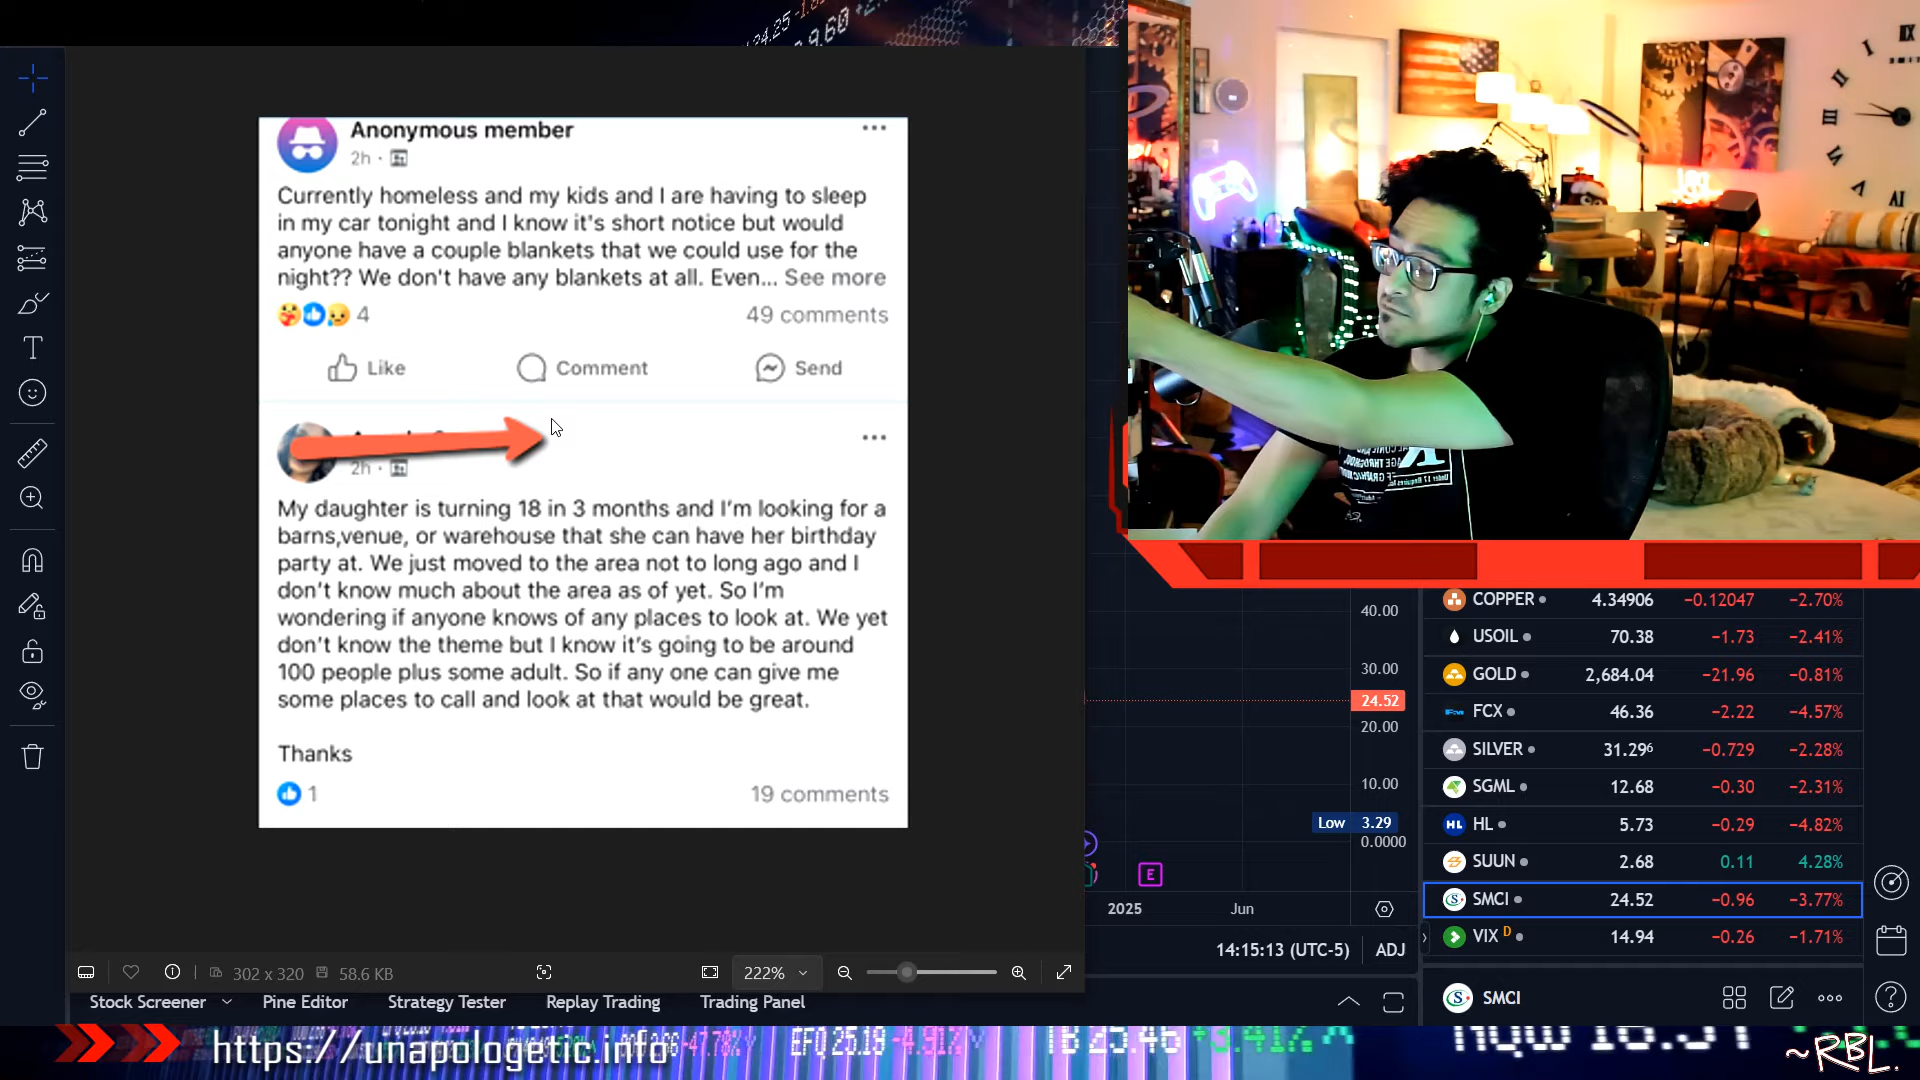 Anonymous member
2h ·
Currently homeless and my kids and I are having to sleep
in my car tonight and I know it's short notice but would
anyone have a couple blankets that we could use for the
night?? We don't have any blankets at all. Even... See more
4
49 comments
Like
Comment
Send
2h ·
My daughter is turning 18 in 3 months and I'm looking for a
barns,venue, or warehouse that she can have her birthday
party at. We just moved to the area not to long ago and I
don't know much about the area as of yet. So I'm
wondering if anyone knows of any places to look at. We yet
don't know the theme but I know it's going to be around
100 people plus some adult. So if any one can give me
some places to call and look at that would be great.
Thanks
1
19 comments
302 x 320
58.6 KB
222%
Stock Screener
Pine Editor
Strategy Tester
Replay Trading
Trading Panel
40.00
30.00
24.52
20.00
10.00
Low 3.29
0.0000
E
2025
Jun
14:15:13 (UTC-5)
ADJ
COPPER 4.34906 −0.12047 −2.70%
USOIL 70.38 −1.73 −2.41%
GOLD 2,684.04 −21.96 −0.81%
FCX 46.36 −2.22 −4.57%
SILVER 31.29⁶ −0.729 −2.28%
SGML 12.68 −0.30 −2.31%
HL HL 5.73 −0.29 −4.82%
SUUN 2.68 0.11 4.28%
SMCI 24.52 −0.96 −3.77%
VIX D 14.94 −0.26 −1.71%
SMCI
https://unapologetic.info
EFQ 25.19 -4.91%
~RBL.